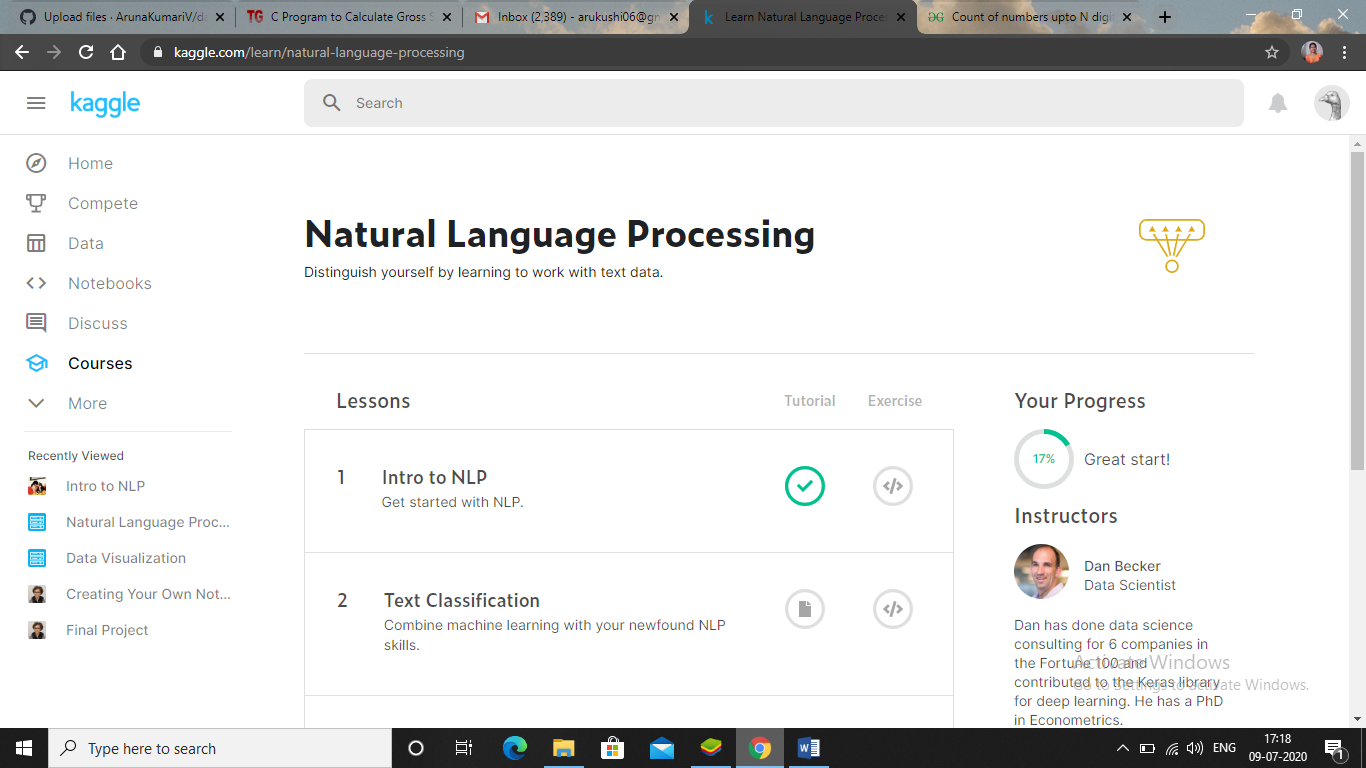 Upload files · ArunaKumariV/d
C Program to Calculate Gross S
Inbox (2,389) - arukushi06@gm
Learn Natural Language Proce
Count of numbers upto N digi
kaggle.com/learn/natural-language-processing
kaggle
Search
Home
Compete
Data
Notebooks
Discuss
Courses
More
Recently Viewed
Intro to NLP
Natural Language Proc...
Data Visualization
Creating Your Own Not...
Final Project
Natural Language Processing
Distinguish yourself by learning to work with text data.
Lessons
Tutorial
Exercise
1
Intro to NLP
Get started with NLP.
2
Text Classification
Combine machine learning with your newfound NLP
skills.
Your Progress
17%
Great start!
Instructors
Dan Becker
Data Scientist
Dan has done data science
consulting for 6 companies in
the Fortune 100 and
contributed to the Keras library
for deep learning. He has a PhD
in Econometrics.
Activate Windows
Go to Settings to activate Windows.
Type here to search
ENG
17:18
09-07-2020
1